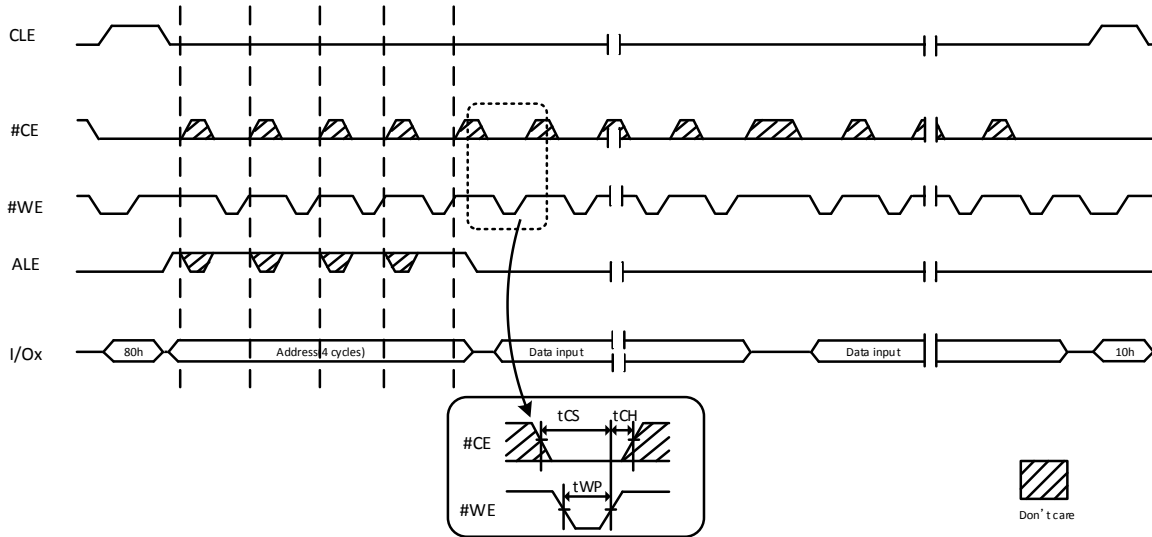 CLE
#CE
#WE
ALE
I/Ox
80h
Address(4 cycles)
Data input
Data input
10h
tCS
tCH
#CE
tWP
#WE
Don't care